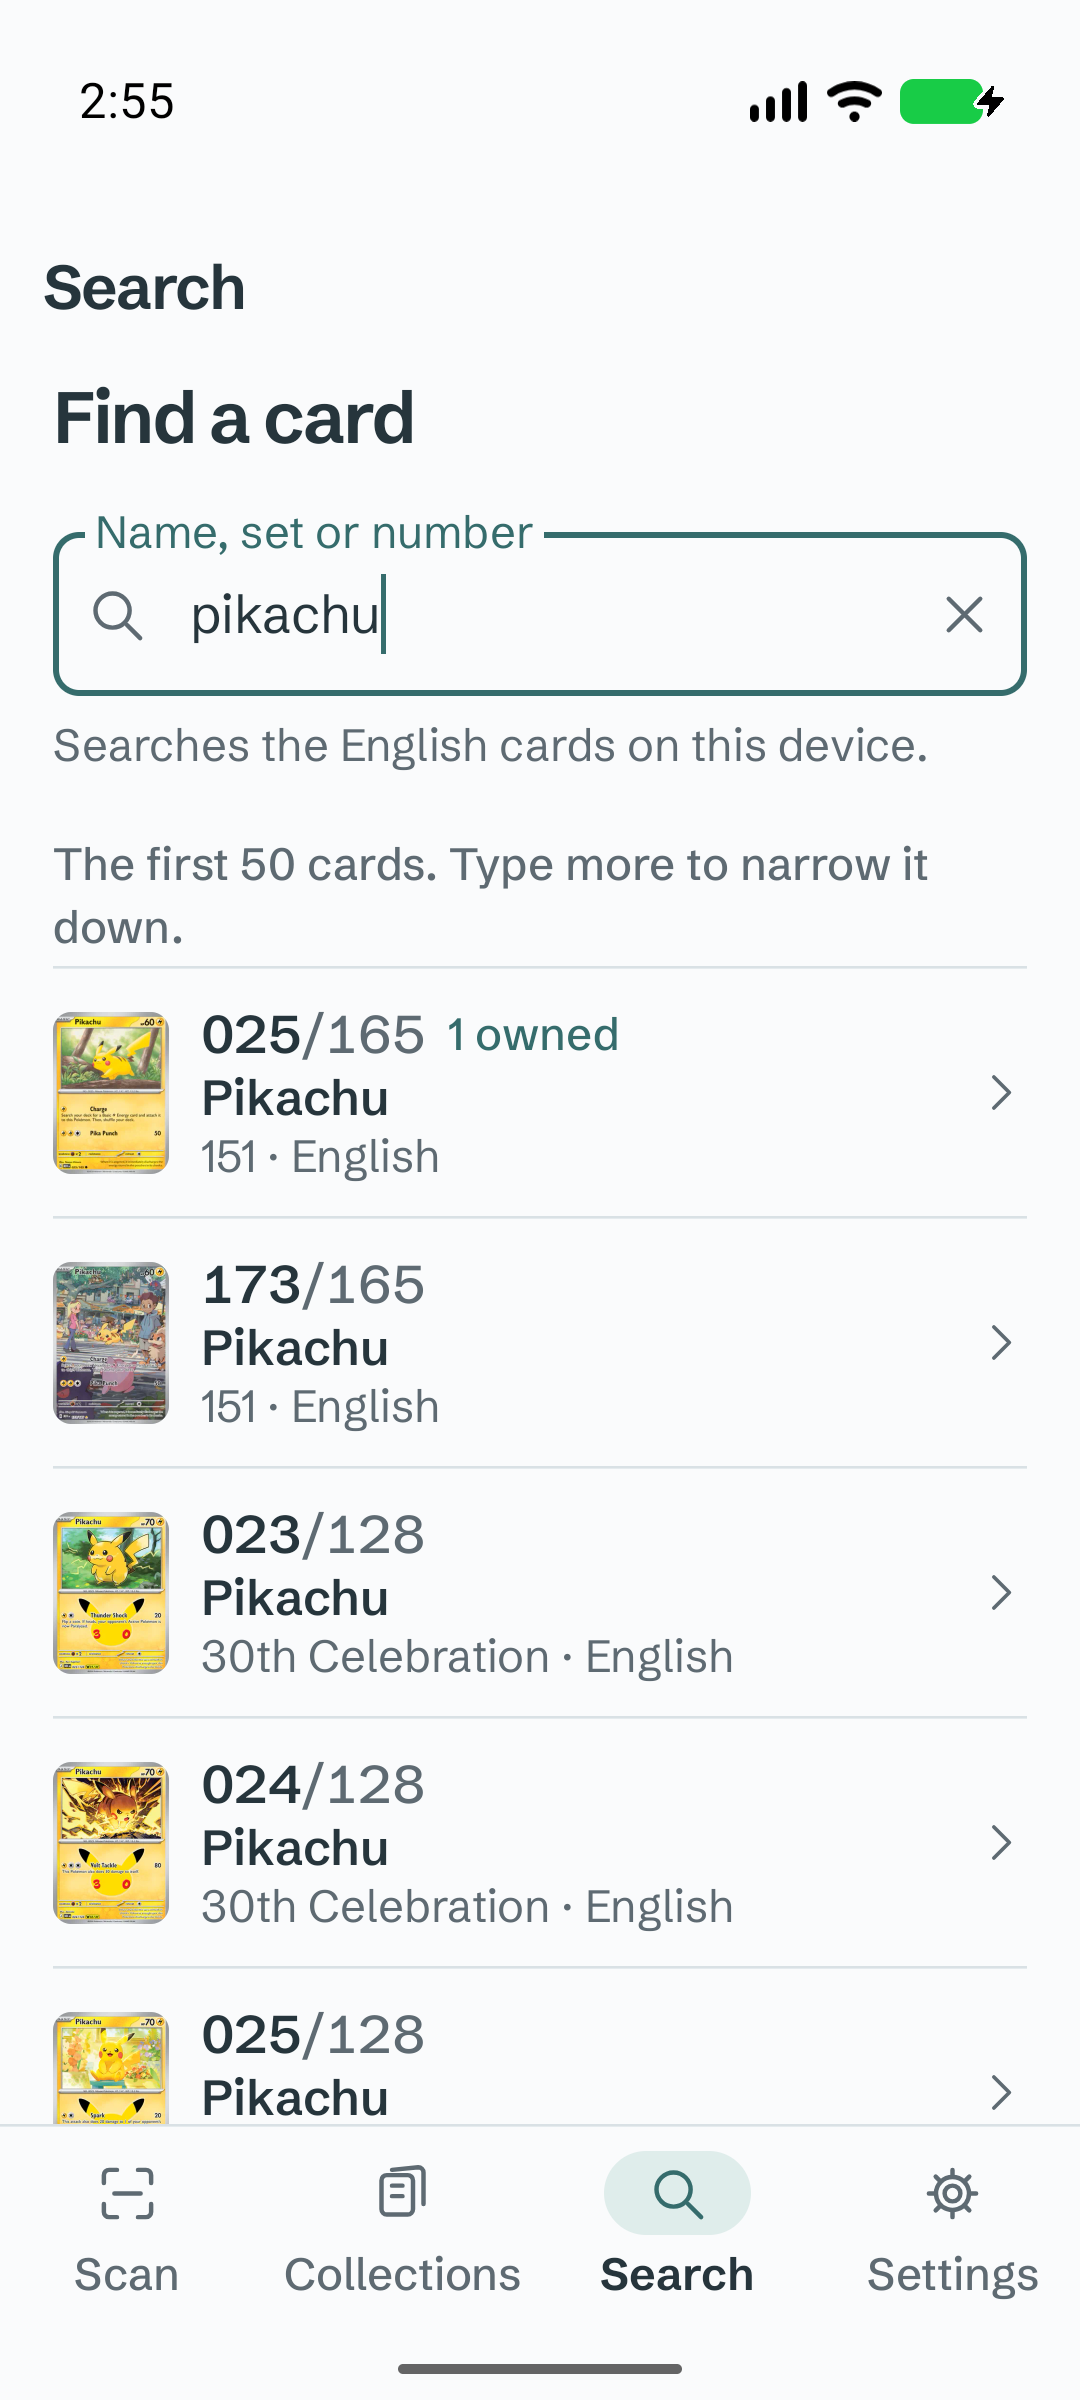 2:55
Search
Find a card
Name, set or number
pikachu
Searches the English cards on this device.
The first 50 cards. Type more to narrow it
down.
025/165 1 owned
Pikachu
151 · English
173/165
Pikachu
151 · English
023/128
Pikachu
30th Celebration · English
024/128
Pikachu
30th Celebration · English
025/128
Pikachu
Scan
Collections
Search
Settings